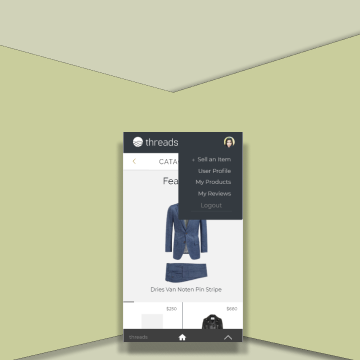 threads
+ Sell an Item
CATA
User Profile
Fea
My Products
My Reviews
Logout
Dries Van Noten Pin Stripe
$250
$660
threads